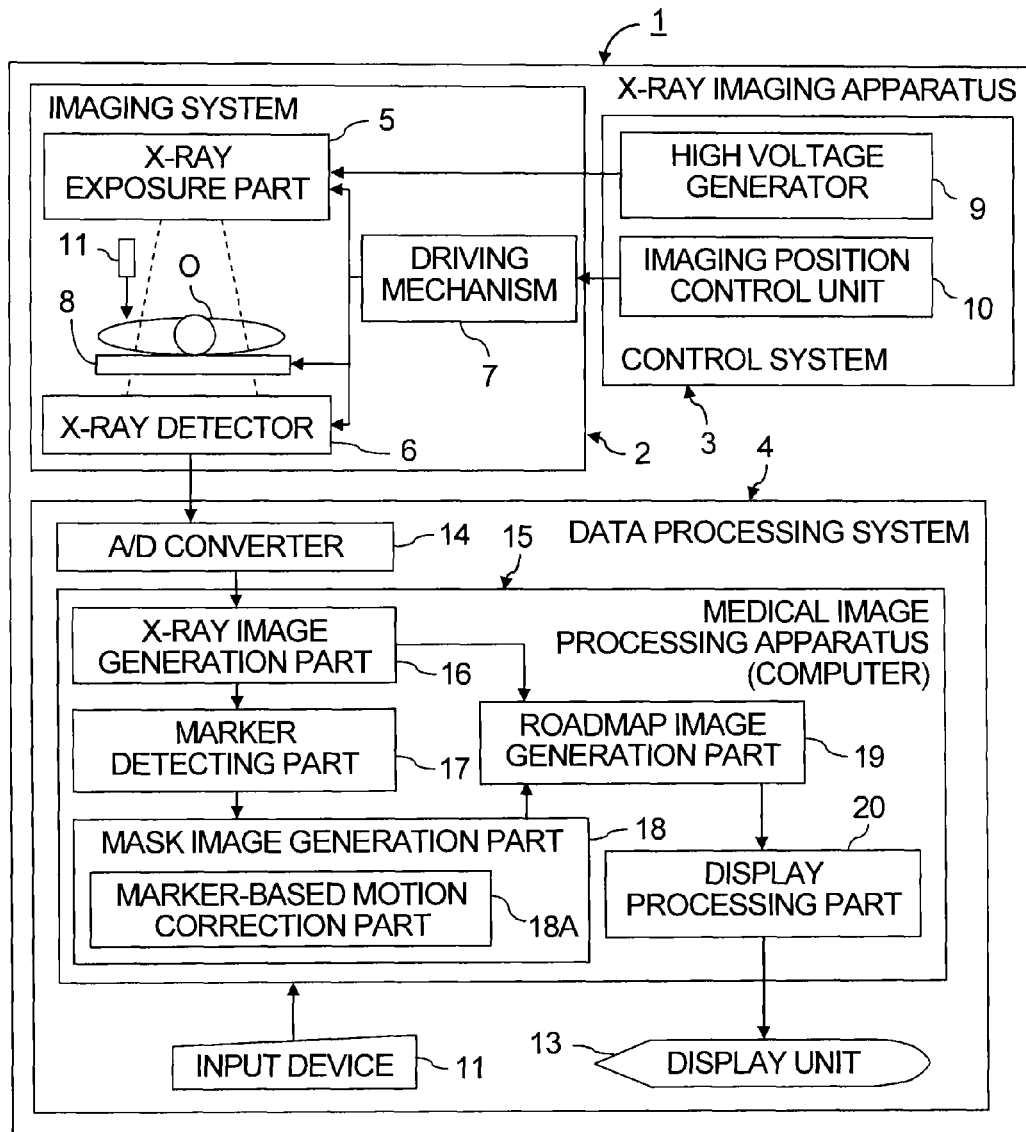 1
X-RAY IMAGING APPARATUS
IMAGING SYSTEM
5
X-RAY
EXPOSURE PART
HIGH VOLTAGE
GENERATOR
9
11
O
8
DRIVING
MECHANISM
7
IMAGING POSITION
CONTROL UNIT
10
CONTROL SYSTEM
3
X-RAY DETECTOR
6
2
4
DATA PROCESSING SYSTEM
A/D CONVERTER
14
15
MEDICAL IMAGE
PROCESSING APPARATUS
(COMPUTER)
X-RAY IMAGE
GENERATION PART
16
MARKER
DETECTING PART
17
ROADMAP IMAGE
GENERATION PART
19
MASK IMAGE GENERATION PART
18
MARKER-BASED MOTION
CORRECTION PART
18A
20
DISPLAY
PROCESSING PART
INPUT DEVICE
11
13
DISPLAY UNIT